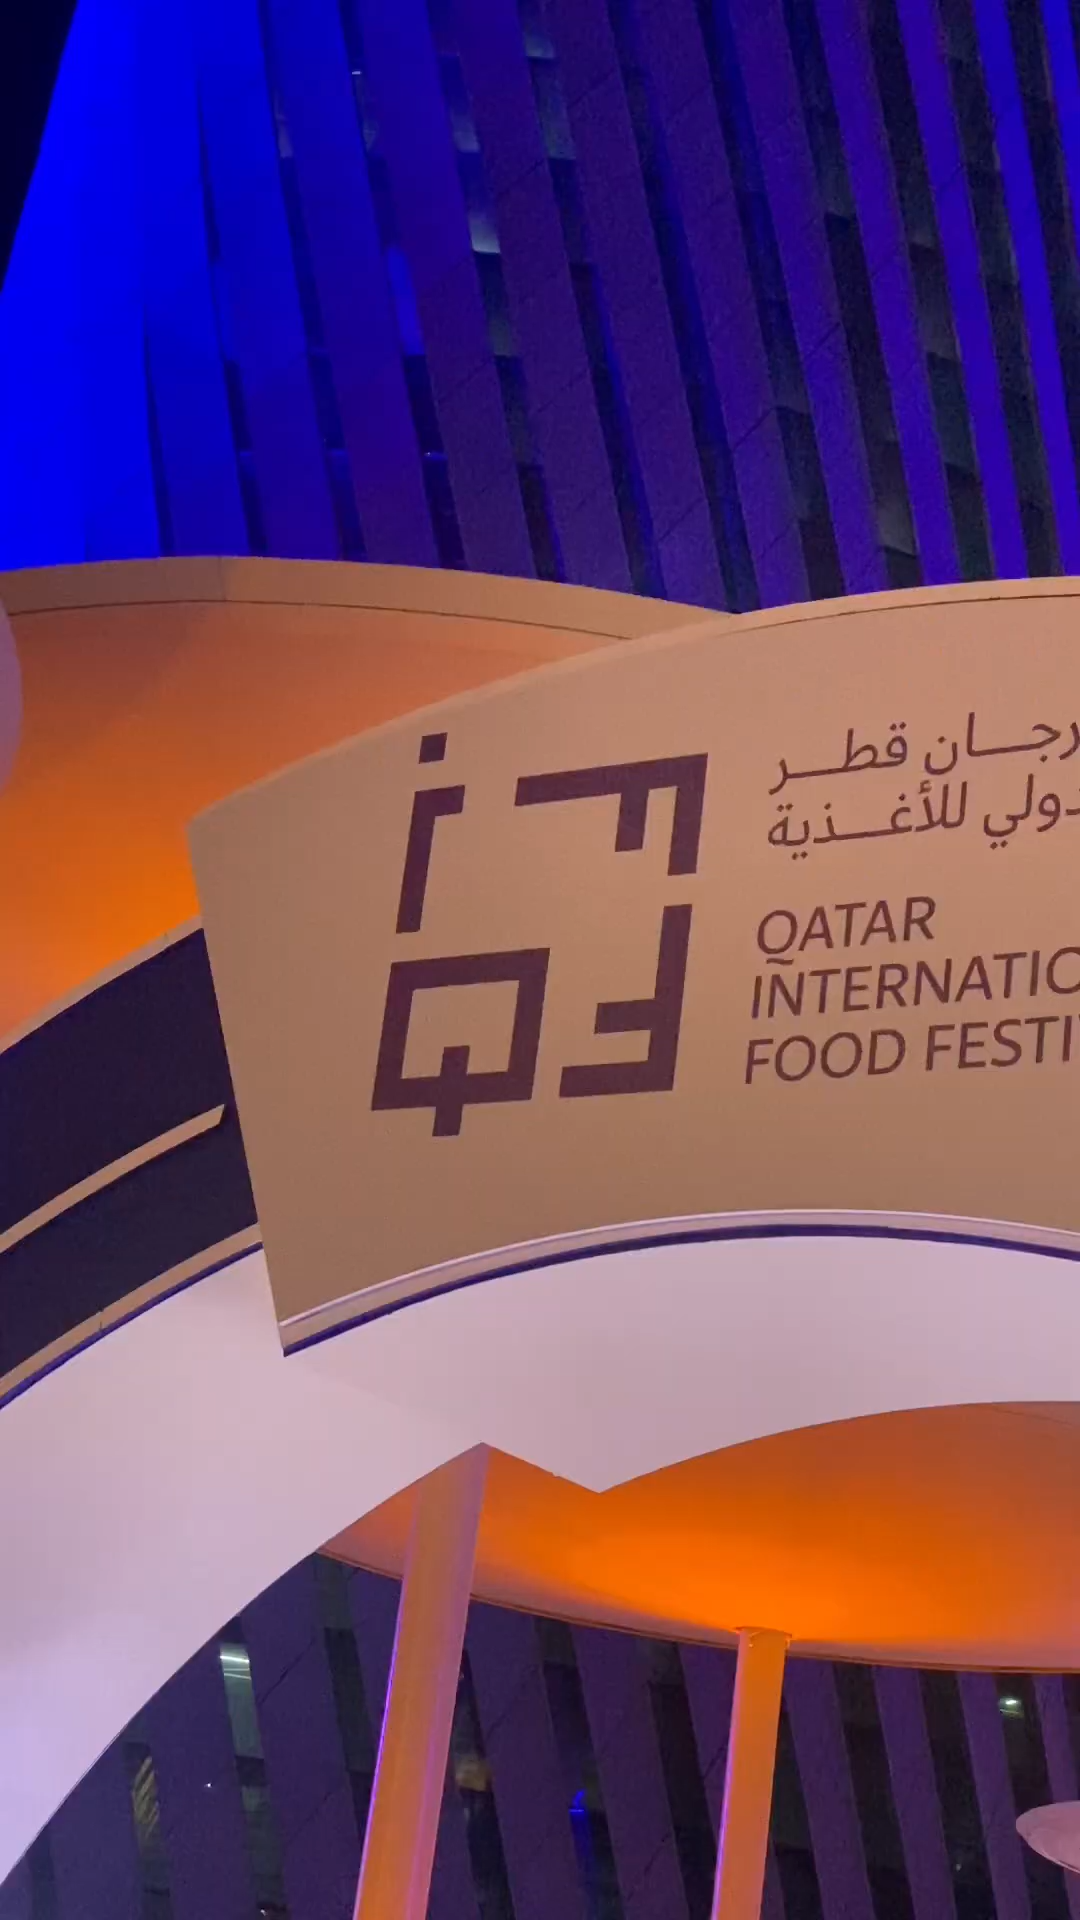 رجان قطر
دولي للأغذية
i F
Q F
QATAR
INTERNATIO
FOOD FESTI